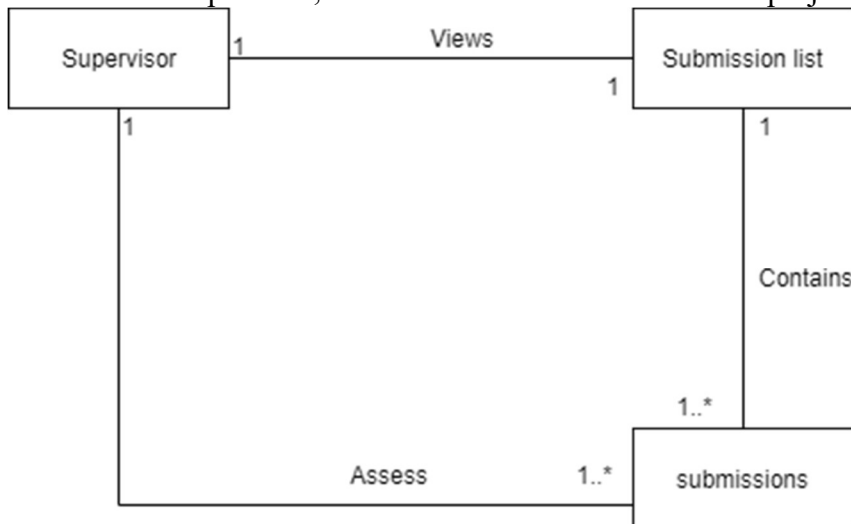 Supervisor
1
Views
1
Submission list
1
1
Contains
1..*
Assess
1..*
submissions